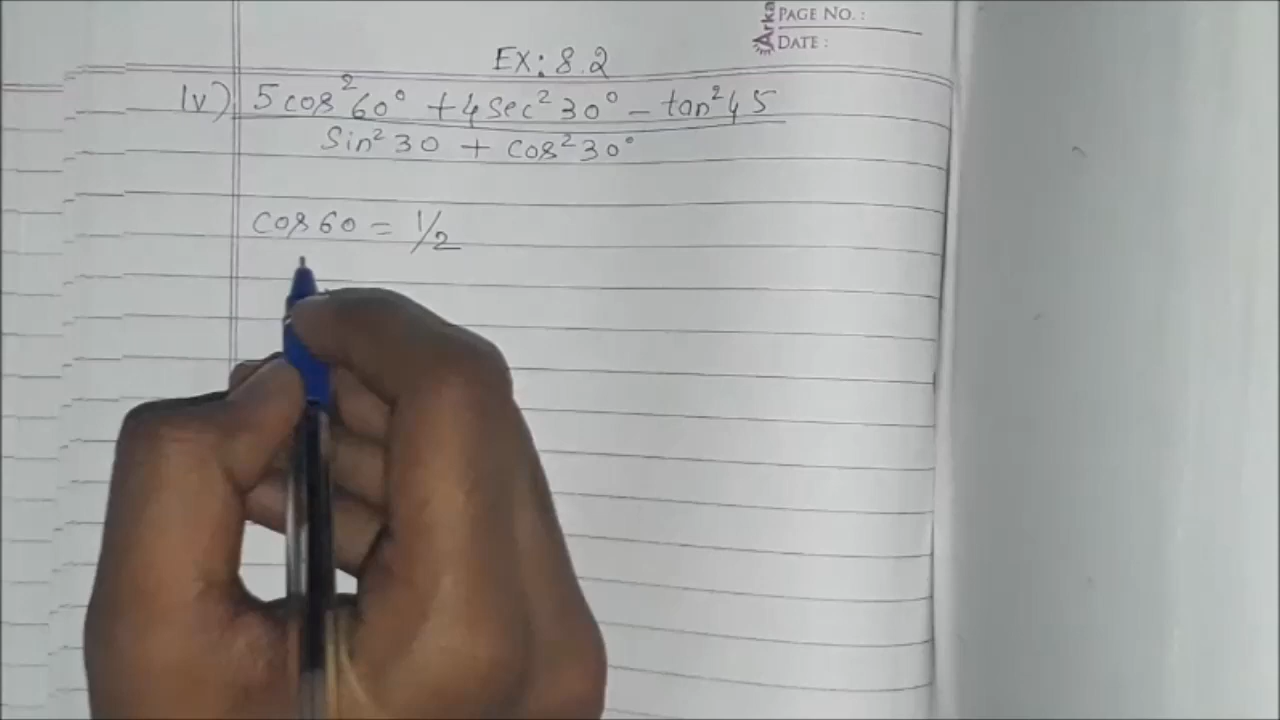 Arka
PAGE NO.:
DATE:
EX: 8.2
iv) 5 cos² 60° + 4 sec² 30° – tan² 45
sin² 30 + cos² 30°
cos 60 = 1/2